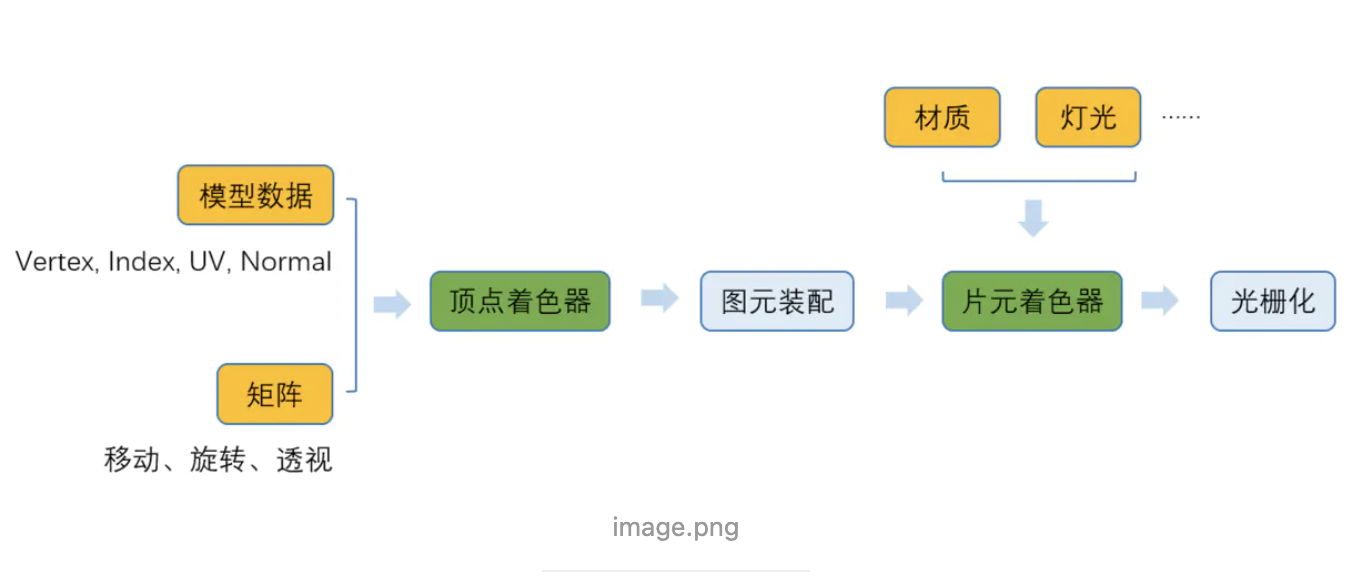 材质
灯光
······
模型数据
Vertex, Index, UV, Normal
顶点着色器
图元装配
片元着色器
光栅化
矩阵
移动、旋转、透视
image.png